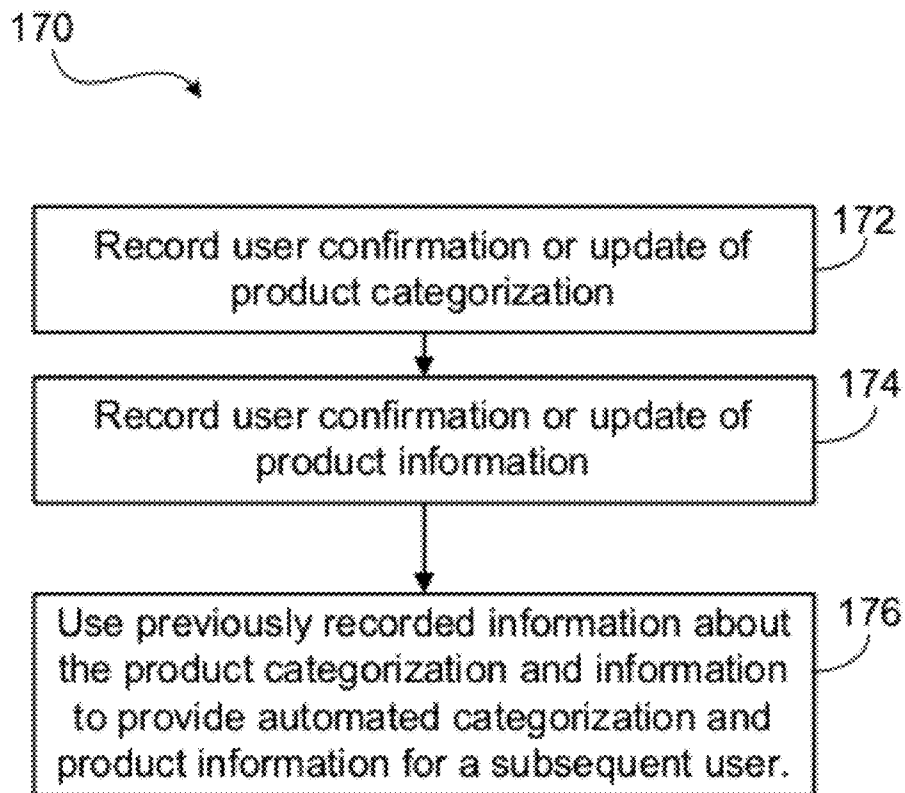 170
Record user confirmation or update of
product categorization
172
Record user confirmation or update of
product information
174
Use previously recorded information about
the product categorization and information
to provide automated categorization and
product information for a subsequent user.
176